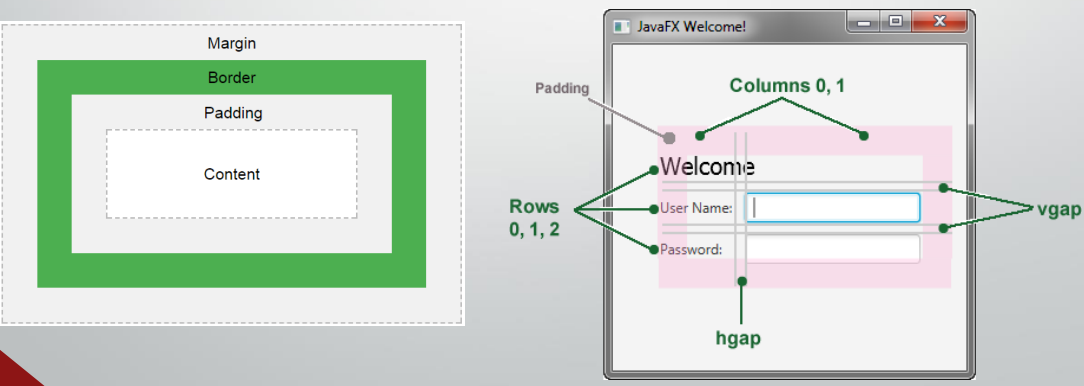 Margin
Border
Padding
Content
JavaFX Welcome!
Padding
Columns 0, 1
Welcome
Rows
0, 1, 2
User Name:
vgap
Password:
hgap